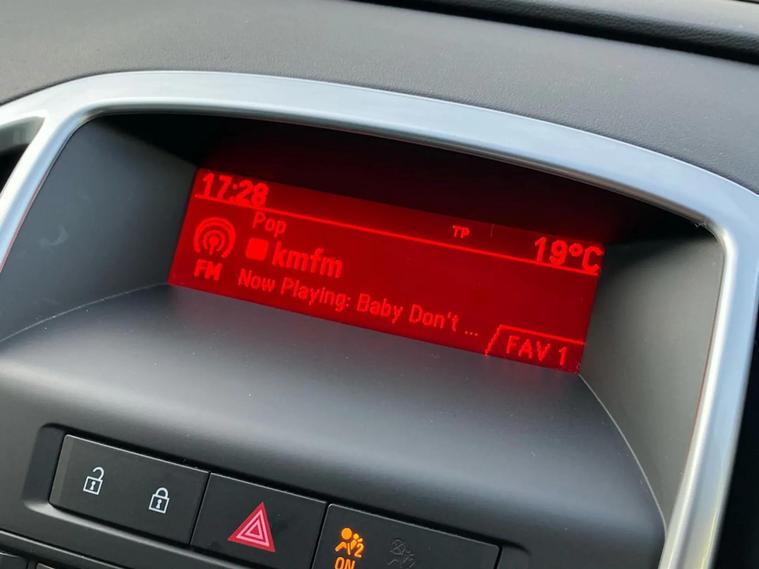 17:28
Pop
TP
19°C
kmfm
FM
Now Playing: Baby Don't ...
FAV 1
2
ON